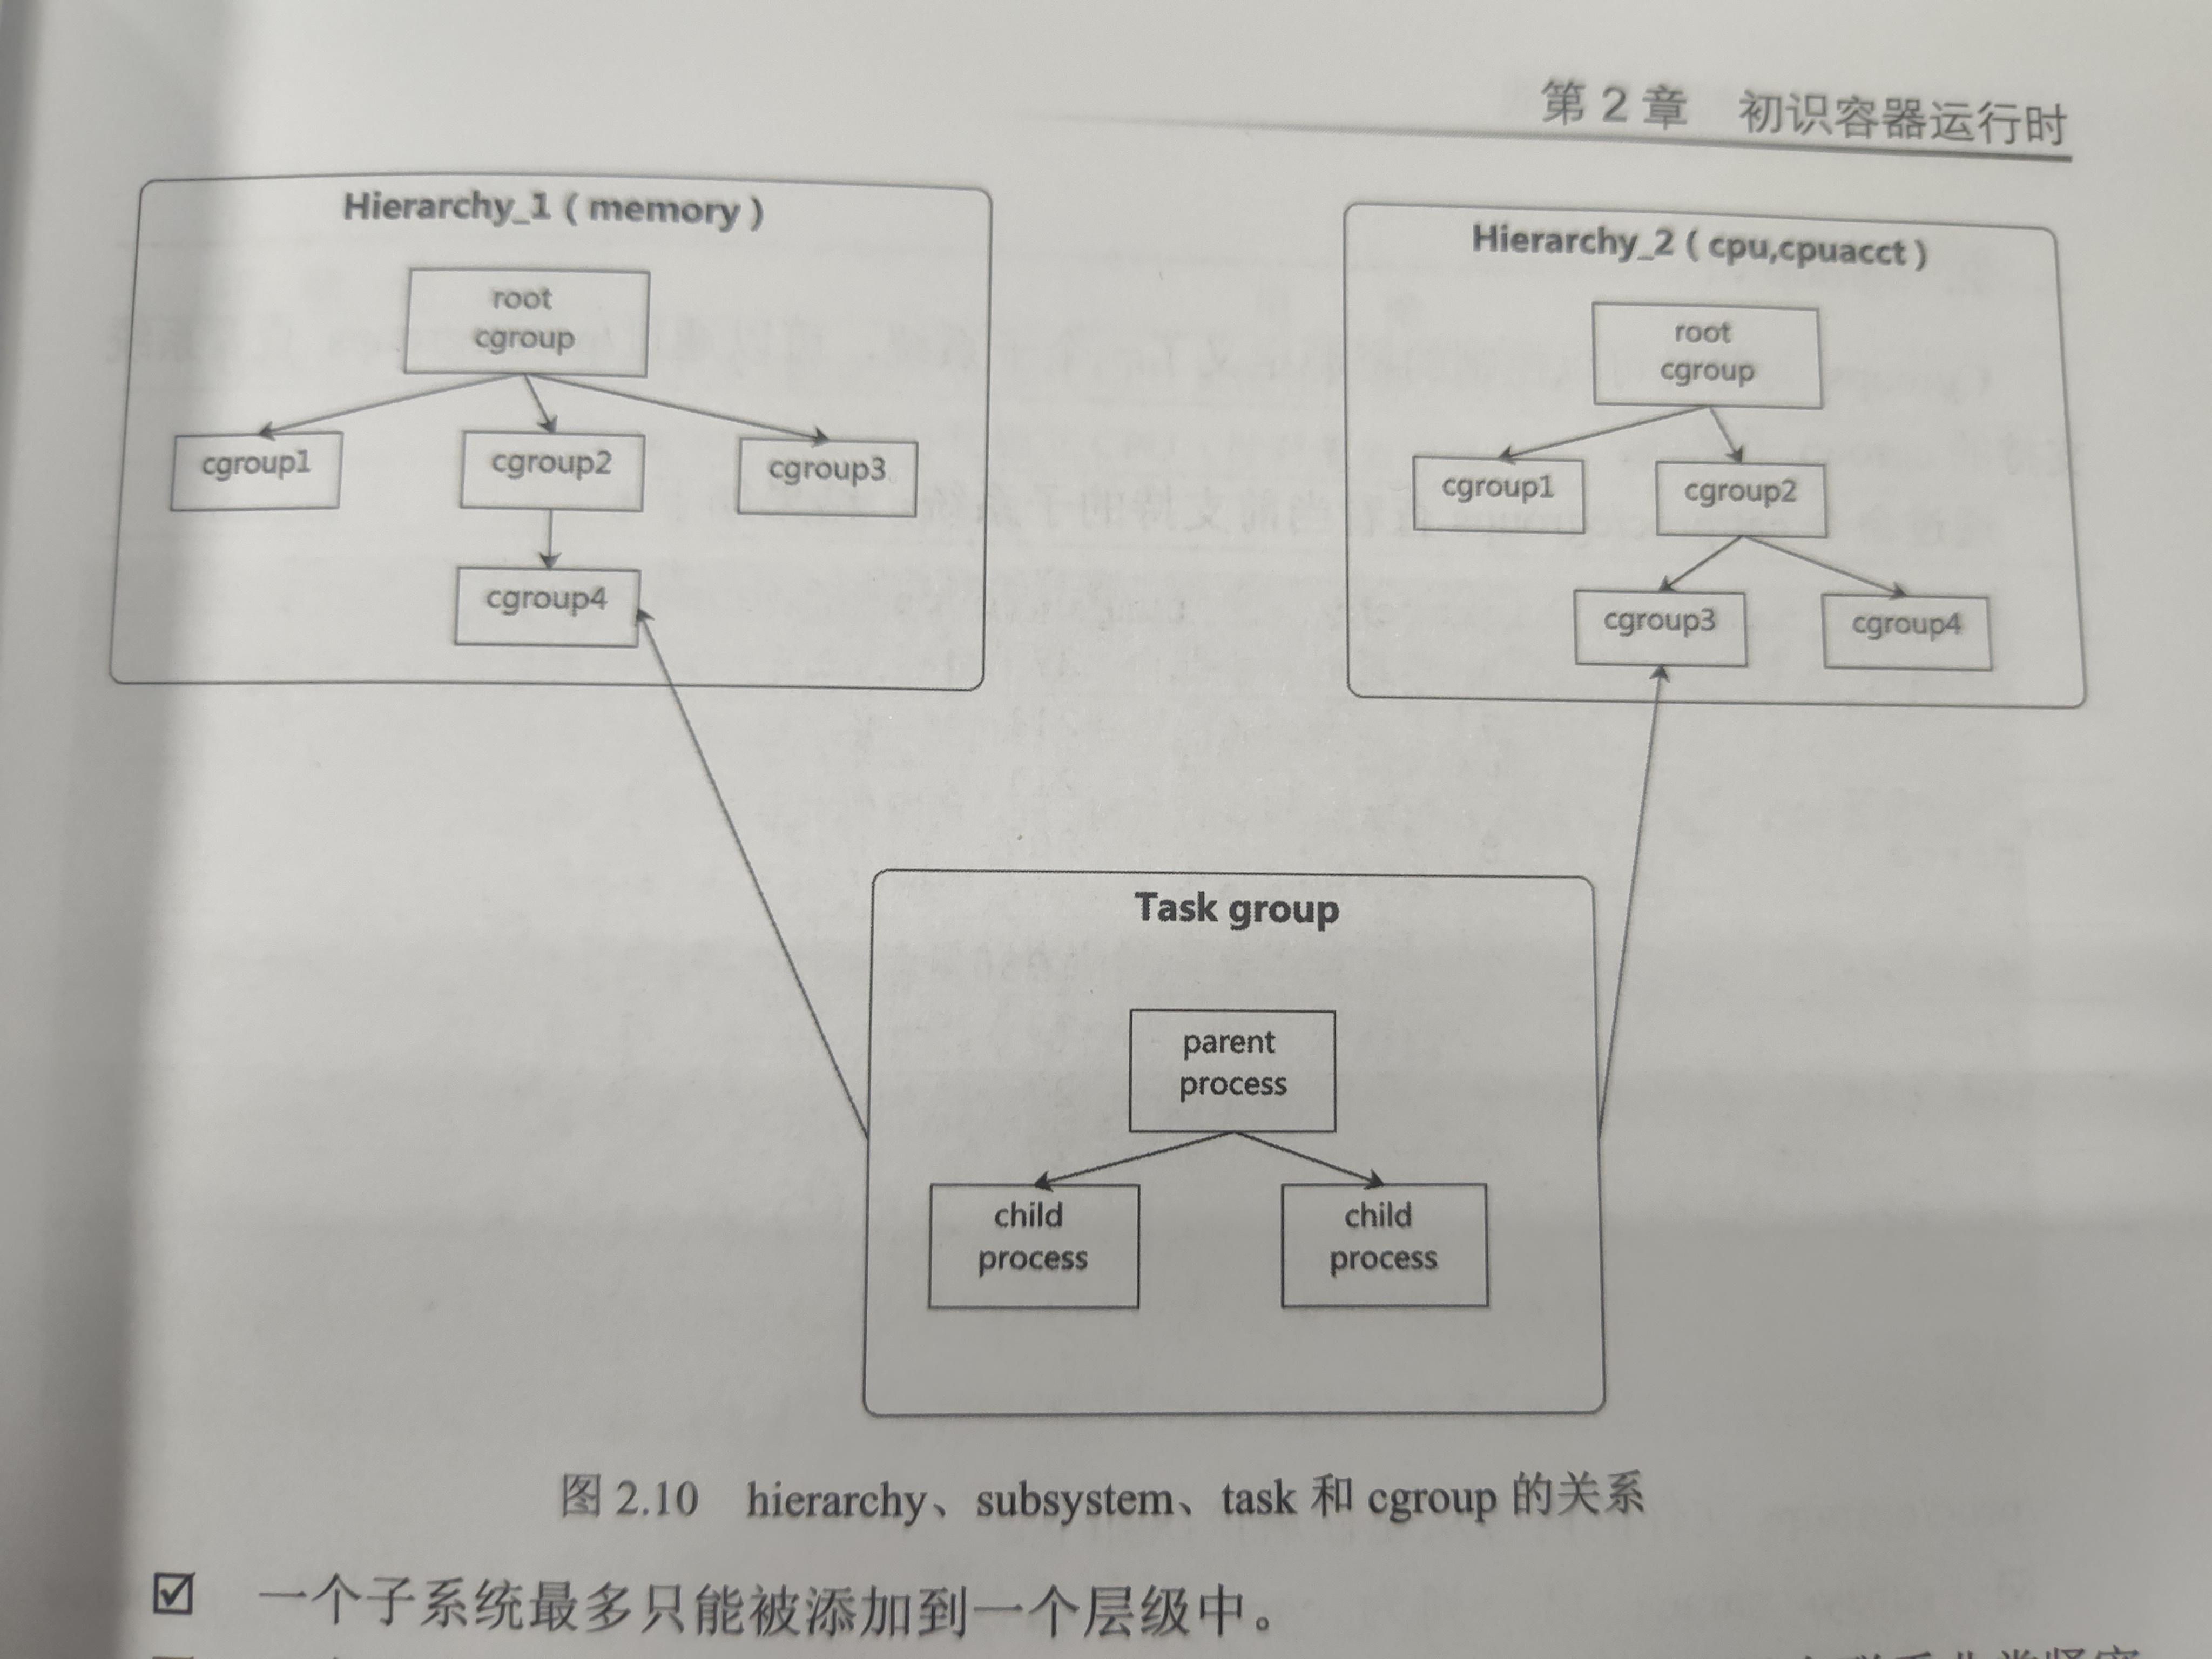 第 2 章 初识容器运行时
Hierarchy_1 ( memory )
root
cgroup
cgroup1
cgroup2
cgroup3
cgroup4
Hierarchy_2 ( cpu,cpuacct )
root
cgroup
cgroup1
cgroup2
cgroup3
cgroup4
Task group
parent
process
child
process
child
process
图 2.10 hierarchy、subsystem、task 和 cgroup 的关系
☑ 一个子系统最多只能被添加到一个层级中。